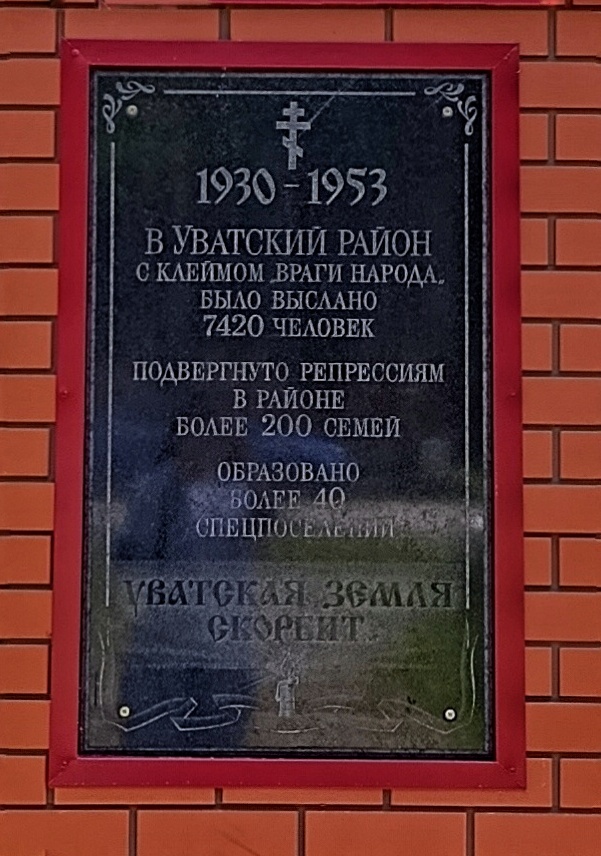 1930 - 1953
В УВАТСКИЙ РАЙОН
С КЛЕЙМОМ „ВРАГИ НАРОДА„
БЫЛО ВЫСЛАНО
7420 ЧЕЛОВЕК
ПОДВЕРГНУТО РЕПРЕССИЯМ
В РАЙОНЕ
БОЛЕЕ 200 СЕМЕЙ
ОБРАЗОВАНО
БОЛЕЕ 40
СПЕЦПОСЕЛЕНИЙ
УВАТСКАЯ ЗЕМЛЯ
СКОРБИТ